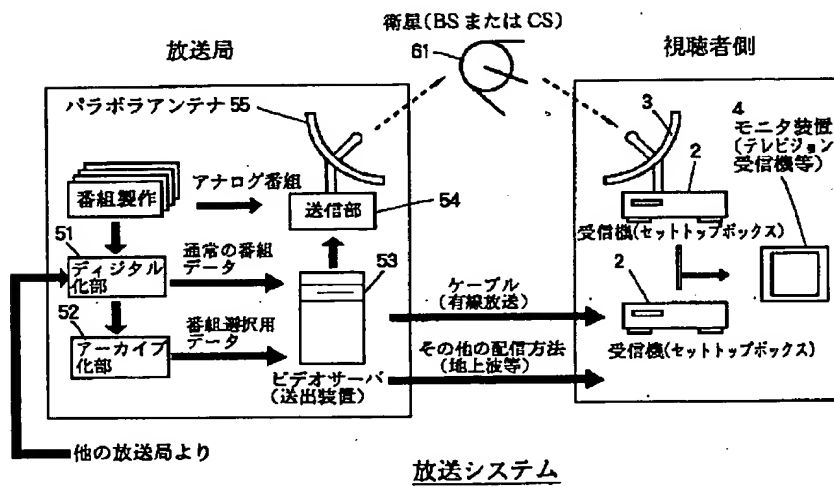 衛星(BSまたはCS)
61
放送局
視聴者側
パラボラアンテナ 55
3
4
モニタ装置
(テレビジョン
受信機等)
番組製作
アナログ番組
送信部
54
2
受信機(セットトップボックス)
51
ディジタル
化部
通常の番組
データ
53
ケーブル
(有線放送)
2
受信機(セットトップボックス)
52
アーカイブ
化部
番組選択用
データ
ビデオサーバ
(送出装置)
その他の配信方法
(地上波等)
他の放送局より
放送システム